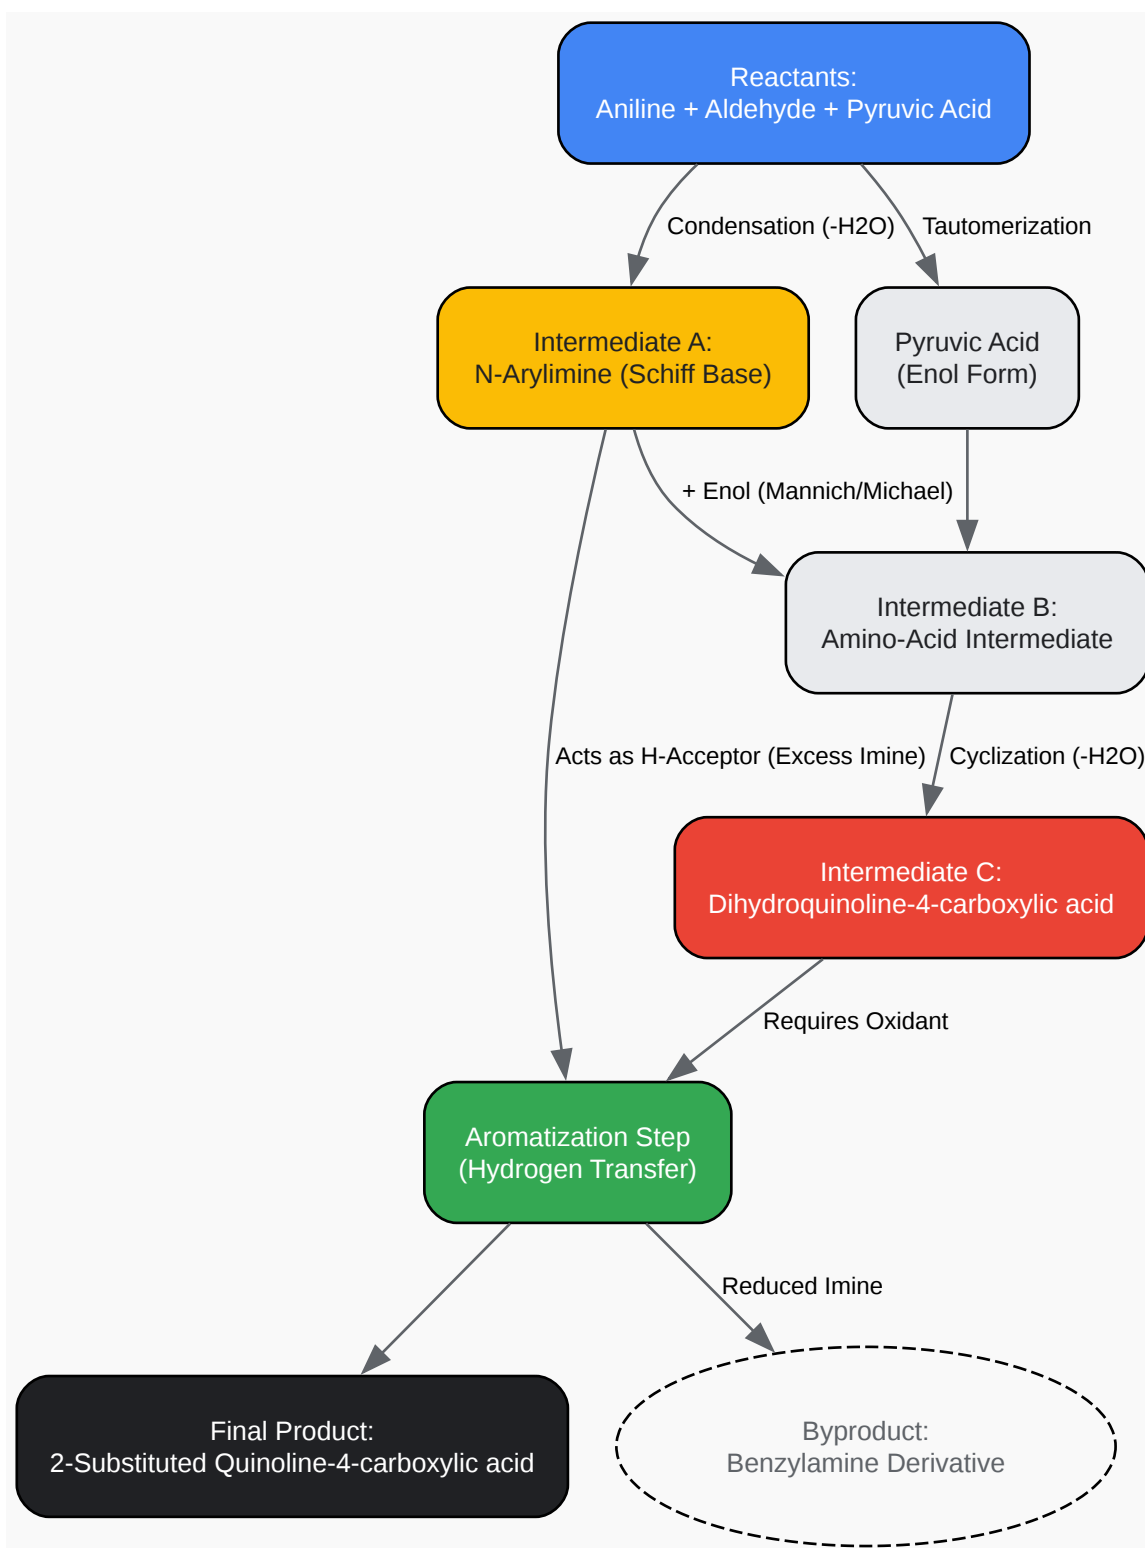 Reactants:
Aniline + Aldehyde + Pyruvic Acid
Condensation (-H2O)
Tautomerization
Intermediate A:
N-Arylimine (Schiff Base)
Pyruvic Acid
(Enol Form)
+ Enol (Mannich/Michael)
Intermediate B:
Amino-Acid Intermediate
Acts as H-Acceptor (Excess Imine)
Cyclization (-H2O)
Intermediate C:
Dihydroquinoline-4-carboxylic acid
Requires Oxidant
Aromatization Step
(Hydrogen Transfer)
Reduced Imine
Final Product:
2-Substituted Quinoline-4-carboxylic acid
Byproduct:
Benzylamine Derivative